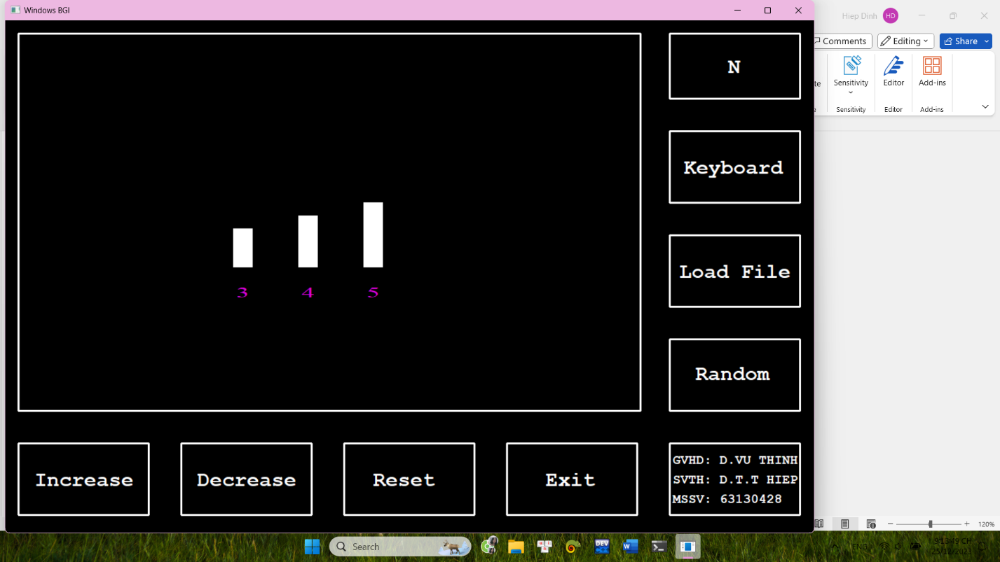 Windows BGI
Hiep Dinh
HD
Comments
Editing
Share
te
Sensitivity
Editor
Add-ins
e
Sensitivity
Editor
Add-ins
N
Keyboard
3 4 5
Load File
Random
Increase
Decrease
Reset
Exit
GVHD: D.VU THINH
SVTH: D.T.T HIEP
MSSV: 63130428
120%
Search
DEV
W
ENG
9:13:49 CH
25/12/2023